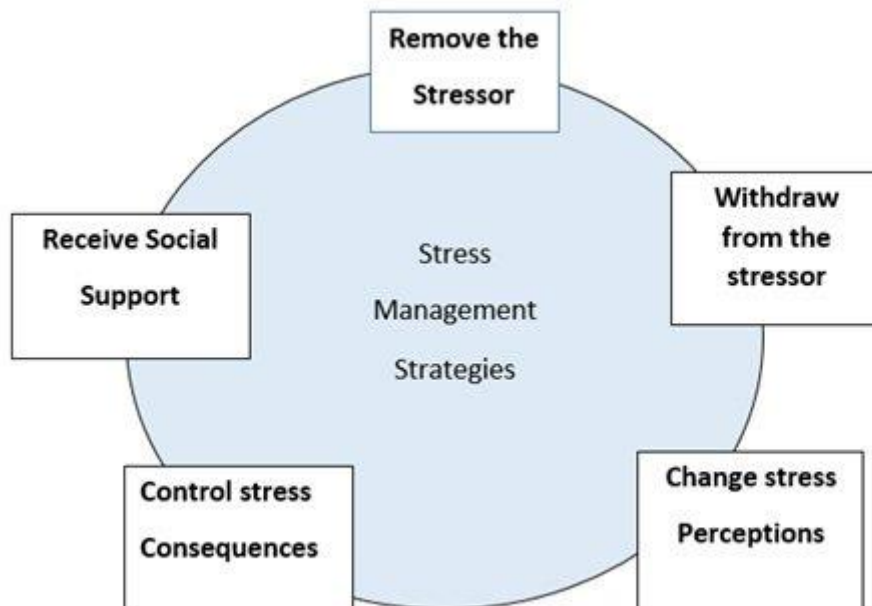 Remove the
Stressor
Withdraw
from the
stressor
Receive Social
Support
Stress
Management
Strategies
Change stress
Perceptions
Control stress
Consequences